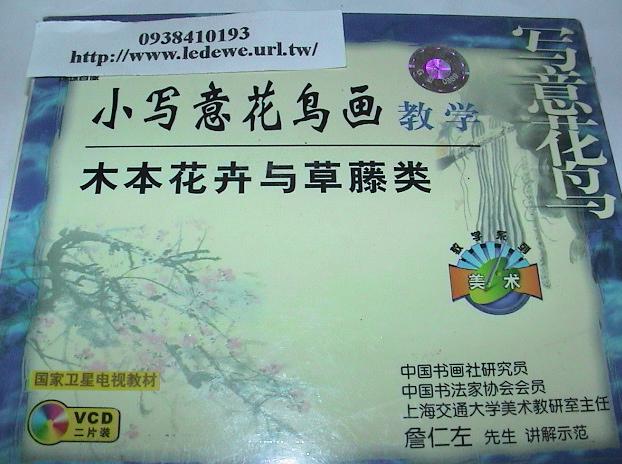 0938410193
http://www.ledewe.url.tw/
小写意花鸟画 教学
木本花卉与草藤类
写意花鸟
教学系列
美术
国家卫星电视教材
VCD
二片装
中国书画社研究员
中国书法家协会会员
上海交通大学美术教研室主任
詹仁左 先生 讲解示范